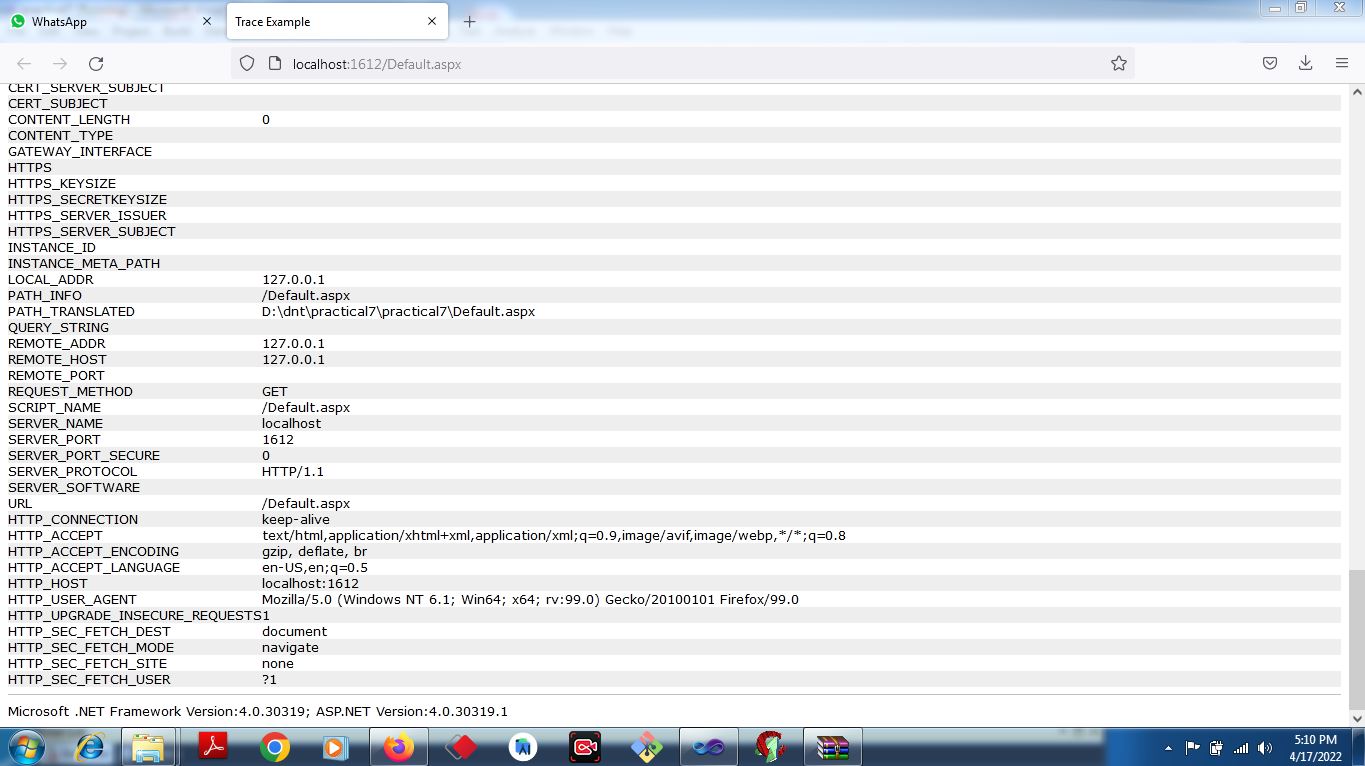 WhatsApp
Trace Example
localhost:1612/Default.aspx
CERT_SERVER_SUBJECT
CERT_SUBJECT
CONTENT_LENGTH 0
CONTENT_TYPE
GATEWAY_INTERFACE
HTTPS
HTTPS_KEYSIZE
HTTPS_SECRETKEYSIZE
HTTPS_SERVER_ISSUER
HTTPS_SERVER_SUBJECT
INSTANCE_ID
INSTANCE_META_PATH
LOCAL_ADDR 127.0.0.1
PATH_INFO /Default.aspx
PATH_TRANSLATED D:\dnt\practical7\practical7\Default.aspx
QUERY_STRING
REMOTE_ADDR 127.0.0.1
REMOTE_HOST 127.0.0.1
REMOTE_PORT
REQUEST_METHOD GET
SCRIPT_NAME /Default.aspx
SERVER_NAME localhost
SERVER_PORT 1612
SERVER_PORT_SECURE 0
SERVER_PROTOCOL HTTP/1.1
SERVER_SOFTWARE
URL /Default.aspx
HTTP_CONNECTION keep-alive
HTTP_ACCEPT text/html,application/xhtml+xml,application/xml;q=0.9,image/avif,image/webp,*/*;q=0.8
HTTP_ACCEPT_ENCODING gzip, deflate, br
HTTP_ACCEPT_LANGUAGE en-US,en;q=0.5
HTTP_HOST localhost:1612
HTTP_USER_AGENT Mozilla/5.0 (Windows NT 6.1; Win64; x64; rv:99.0) Gecko/20100101 Firefox/99.0
HTTP_UPGRADE_INSECURE_REQUESTS1
HTTP_SEC_FETCH_DEST document
HTTP_SEC_FETCH_MODE navigate
HTTP_SEC_FETCH_SITE none
HTTP_SEC_FETCH_USER ?1
Microsoft .NET Framework Version:4.0.30319; ASP.NET Version:4.0.30319.1
5:10 PM
4/17/2022